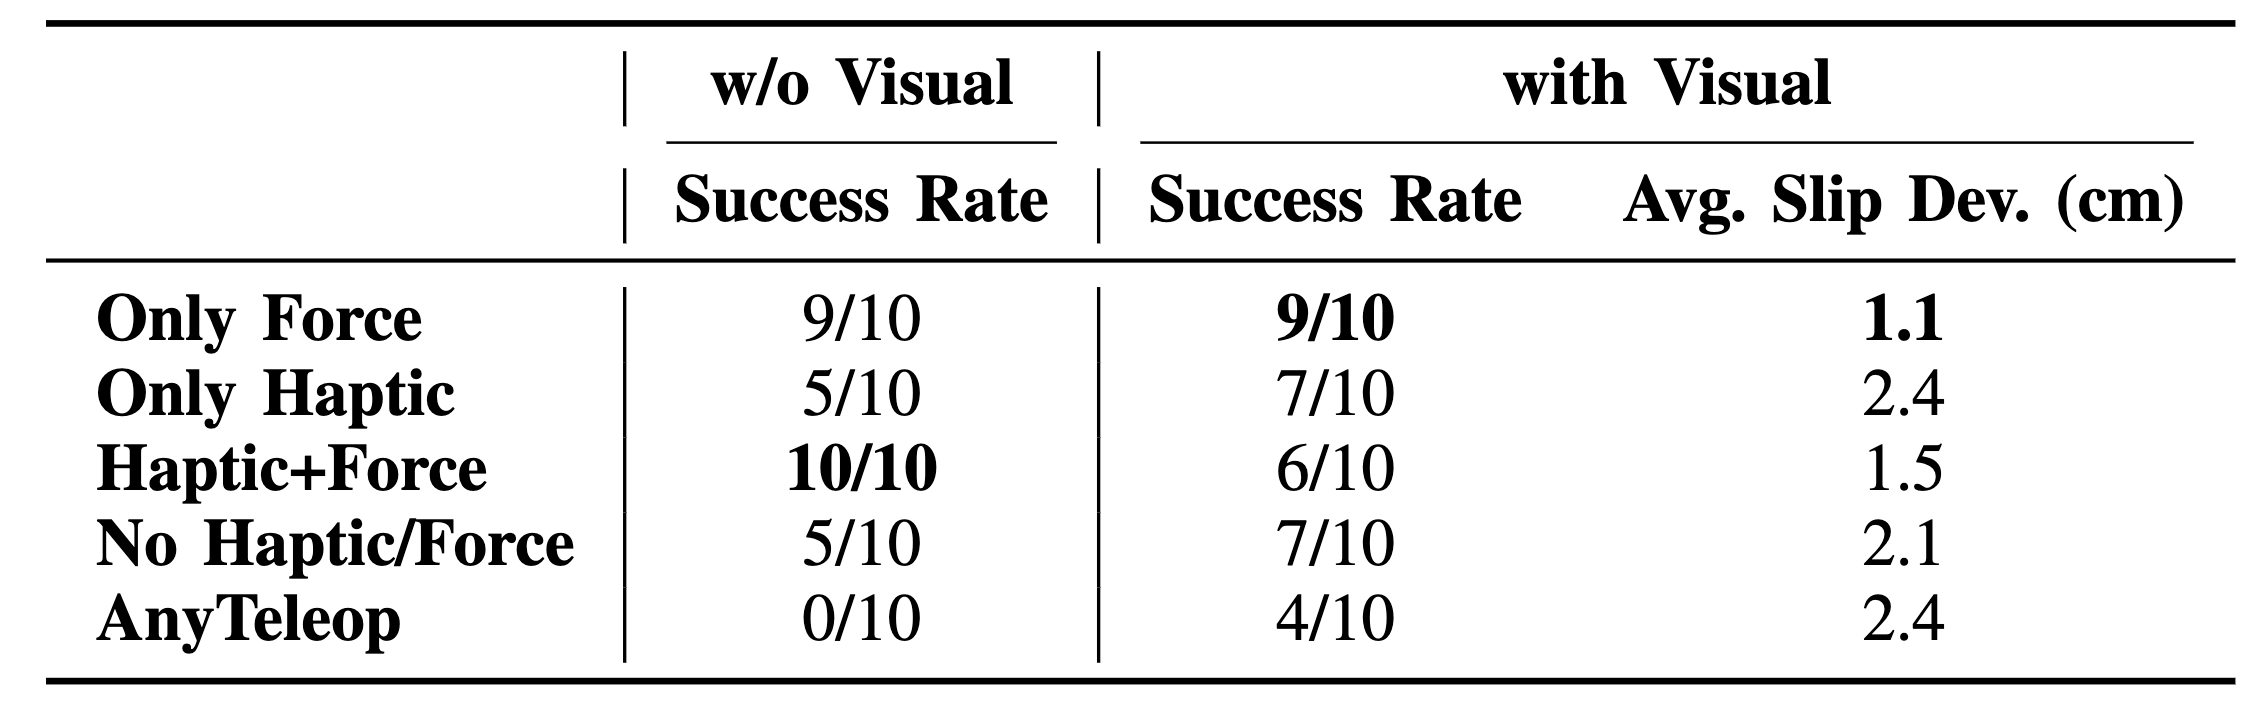 w/o Visual with Visual
Success Rate Success Rate Avg. Slip Dev. (cm)
Only Force 9/10 9/10 1.1
Only Haptic 5/10 7/10 2.4
Haptic+Force 10/10 6/10 1.5
No Haptic/Force 5/10 7/10 2.1
AnyTeleop 0/10 4/10 2.4